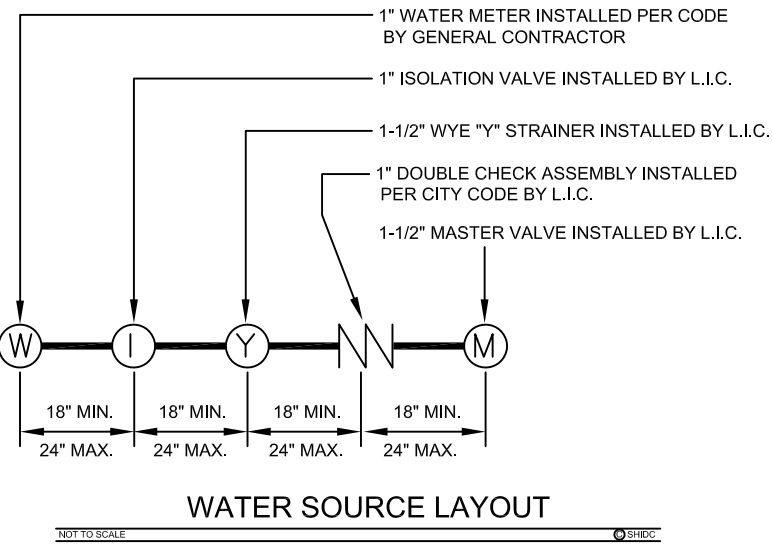 1" WATER METER INSTALLED PER CODE
BY GENERAL CONTRACTOR
1" ISOLATION VALVE INSTALLED BY L.I.C.
1-1/2" WYE "Y" STRAINER INSTALLED BY L.I.C.
1" DOUBLE CHECK ASSEMBLY INSTALLED
PER CITY CODE BY L.I.C.
1-1/2" MASTER VALVE INSTALLED BY L.I.C.
W I Y M
18" MIN. 18" MIN. 18" MIN. 18" MIN.
24" MAX. 24" MAX. 24" MAX. 24" MAX.
WATER SOURCE LAYOUT
NOT TO SCALE © SHIDC